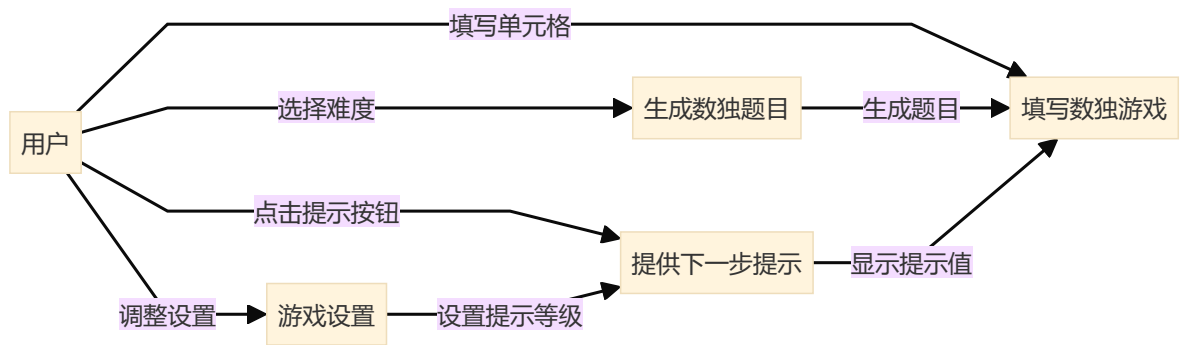 填写单元格
选择难度
生成数独题目
生成题目
填写数独游戏
用户
点击提示按钮
提供下一步提示
显示提示值
调整设置
游戏设置
设置提示等级